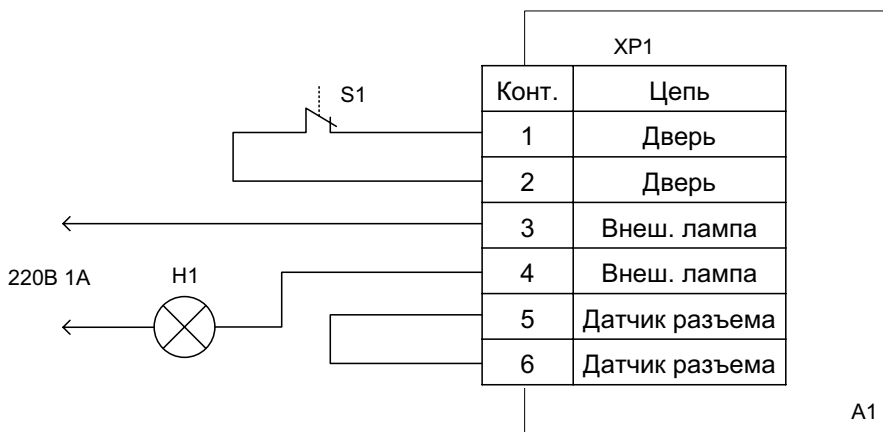 XP1
S1
Конт. Цепь
1 Дверь
2 Дверь
3 Внеш. лампа
4 Внеш. лампа
220В 1А H1
5 Датчик разъема
6 Датчик разъема
A1